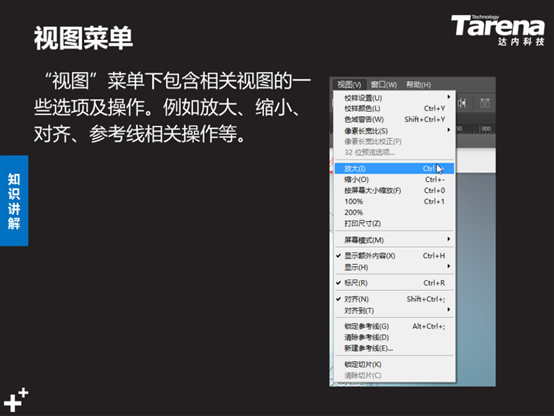 视图菜单
Technology
Tarena
达内科技
“视图”菜单下包含相关视图的一
些选项及操作。例如放大、缩小、
对齐、参考线相关操作等。
知识讲解
视图(V) 窗口(W) 帮助(H)
校样设置(U)
校样颜色(L) Ctrl+Y
色域警告(W) Shift+Ctrl+Y
像素长宽比(S)
像素长宽比校正(P)
32 位预览选项...
放大(I) Ctrl
缩小(O) Ctrl+-
按屏幕大小缩放(F) Ctrl+0
100% Ctrl+1
200%
打印尺寸(Z)
屏幕模式(M)
显示额外内容(X) Ctrl+H
显示(H)
标尺(R) Ctrl+R
对齐(N) Shift+Ctrl+;
对齐到(T)
锁定参考线(G) Alt+Ctrl+;
清除参考线(D)
新建参考线(E)...
锁定切片(K)
清除切片(C)
750 800